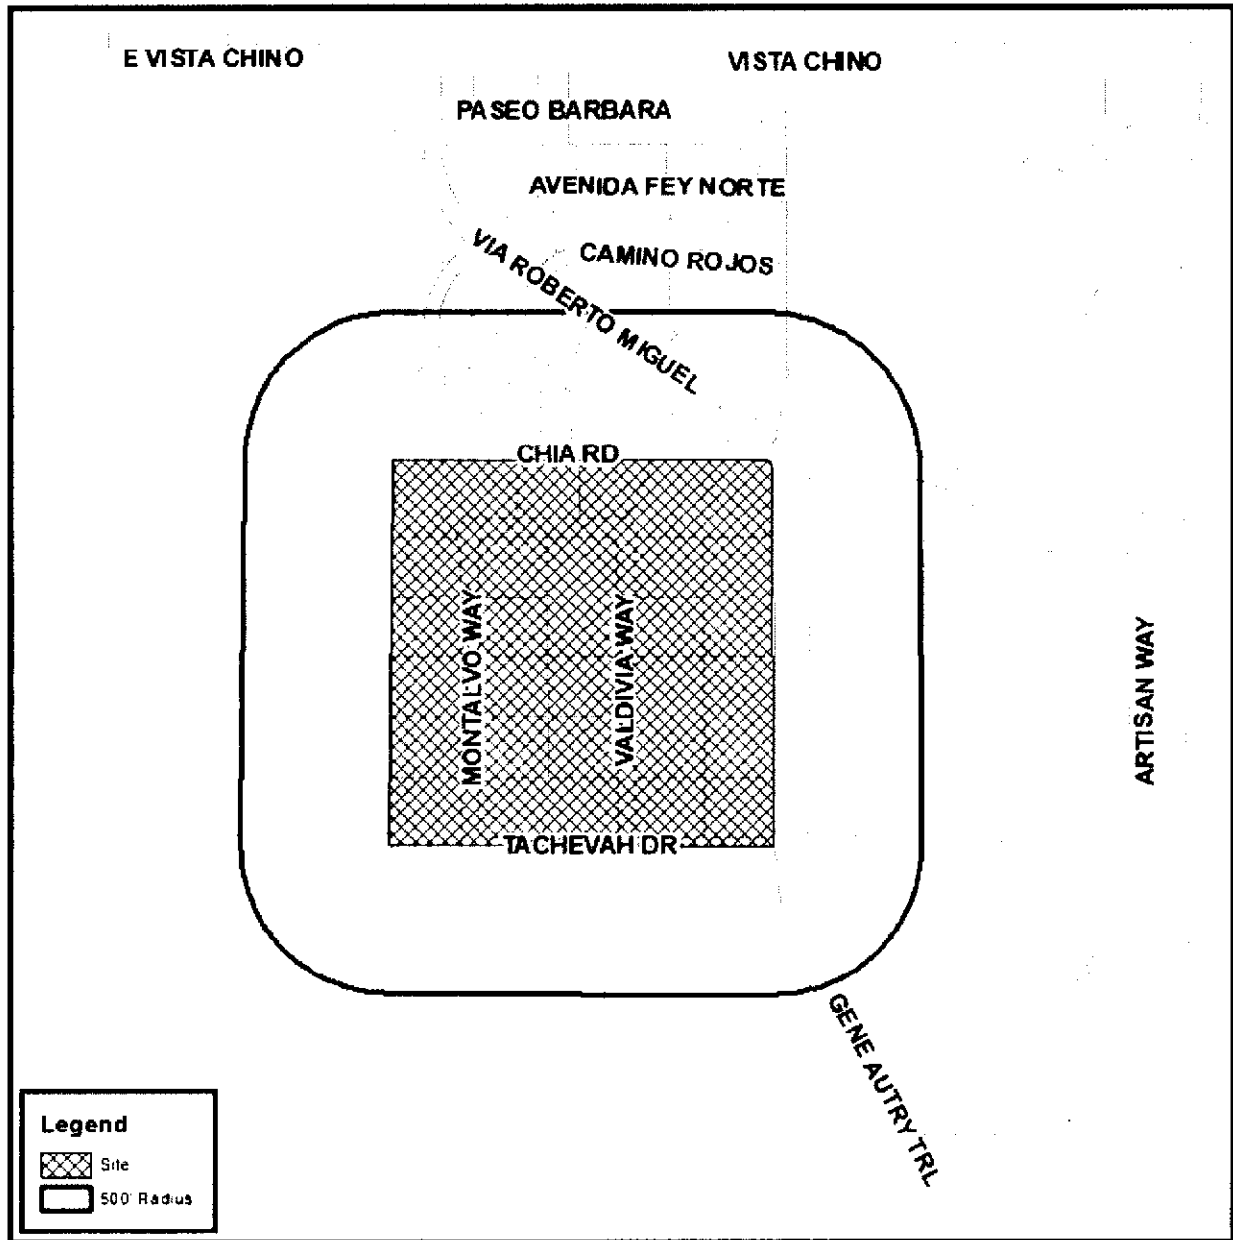 E VISTA CHINO
VISTA CHINO
PASEO BARBARA
AVENIDA FEY NORTE
CAMINO ROJOS
VIA ROBERTO MIGUEL
CHIA RD
MONTALVO WAY
VALDIVIA WAY
ARTISAN WAY
TACHEVAH DR
GENE AUTRY TRL
Legend
Site
500' Radius